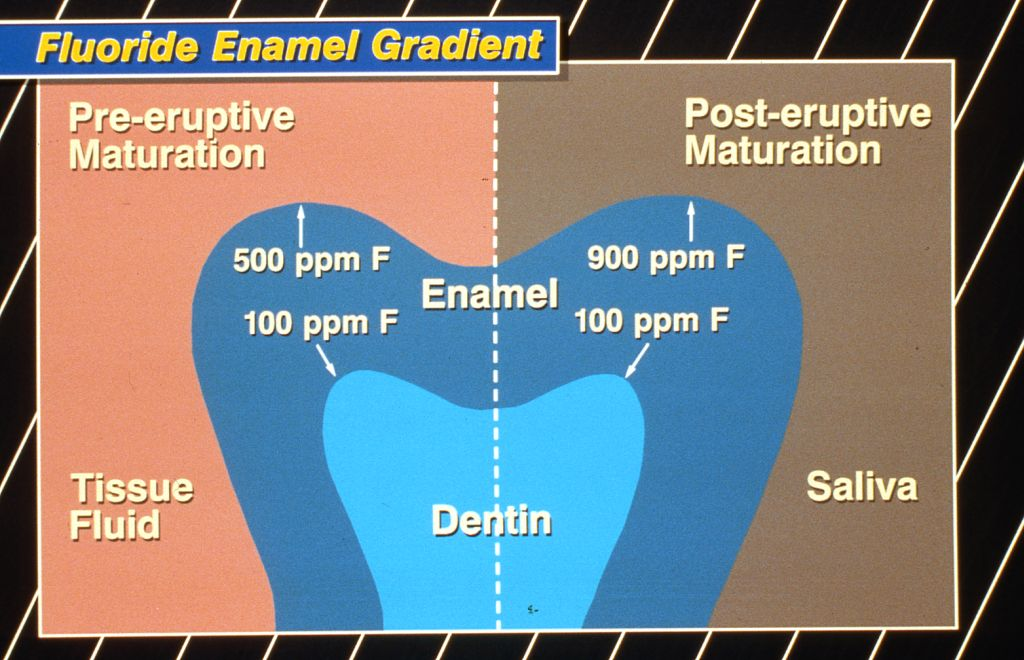 Fluoride Enamel Gradient
Pre-eruptive
Maturation
Post-eruptive
Maturation
500 ppm F
900 ppm F
Enamel
100 ppm F
100 ppm F
Tissue
Fluid
Saliva
Dentin